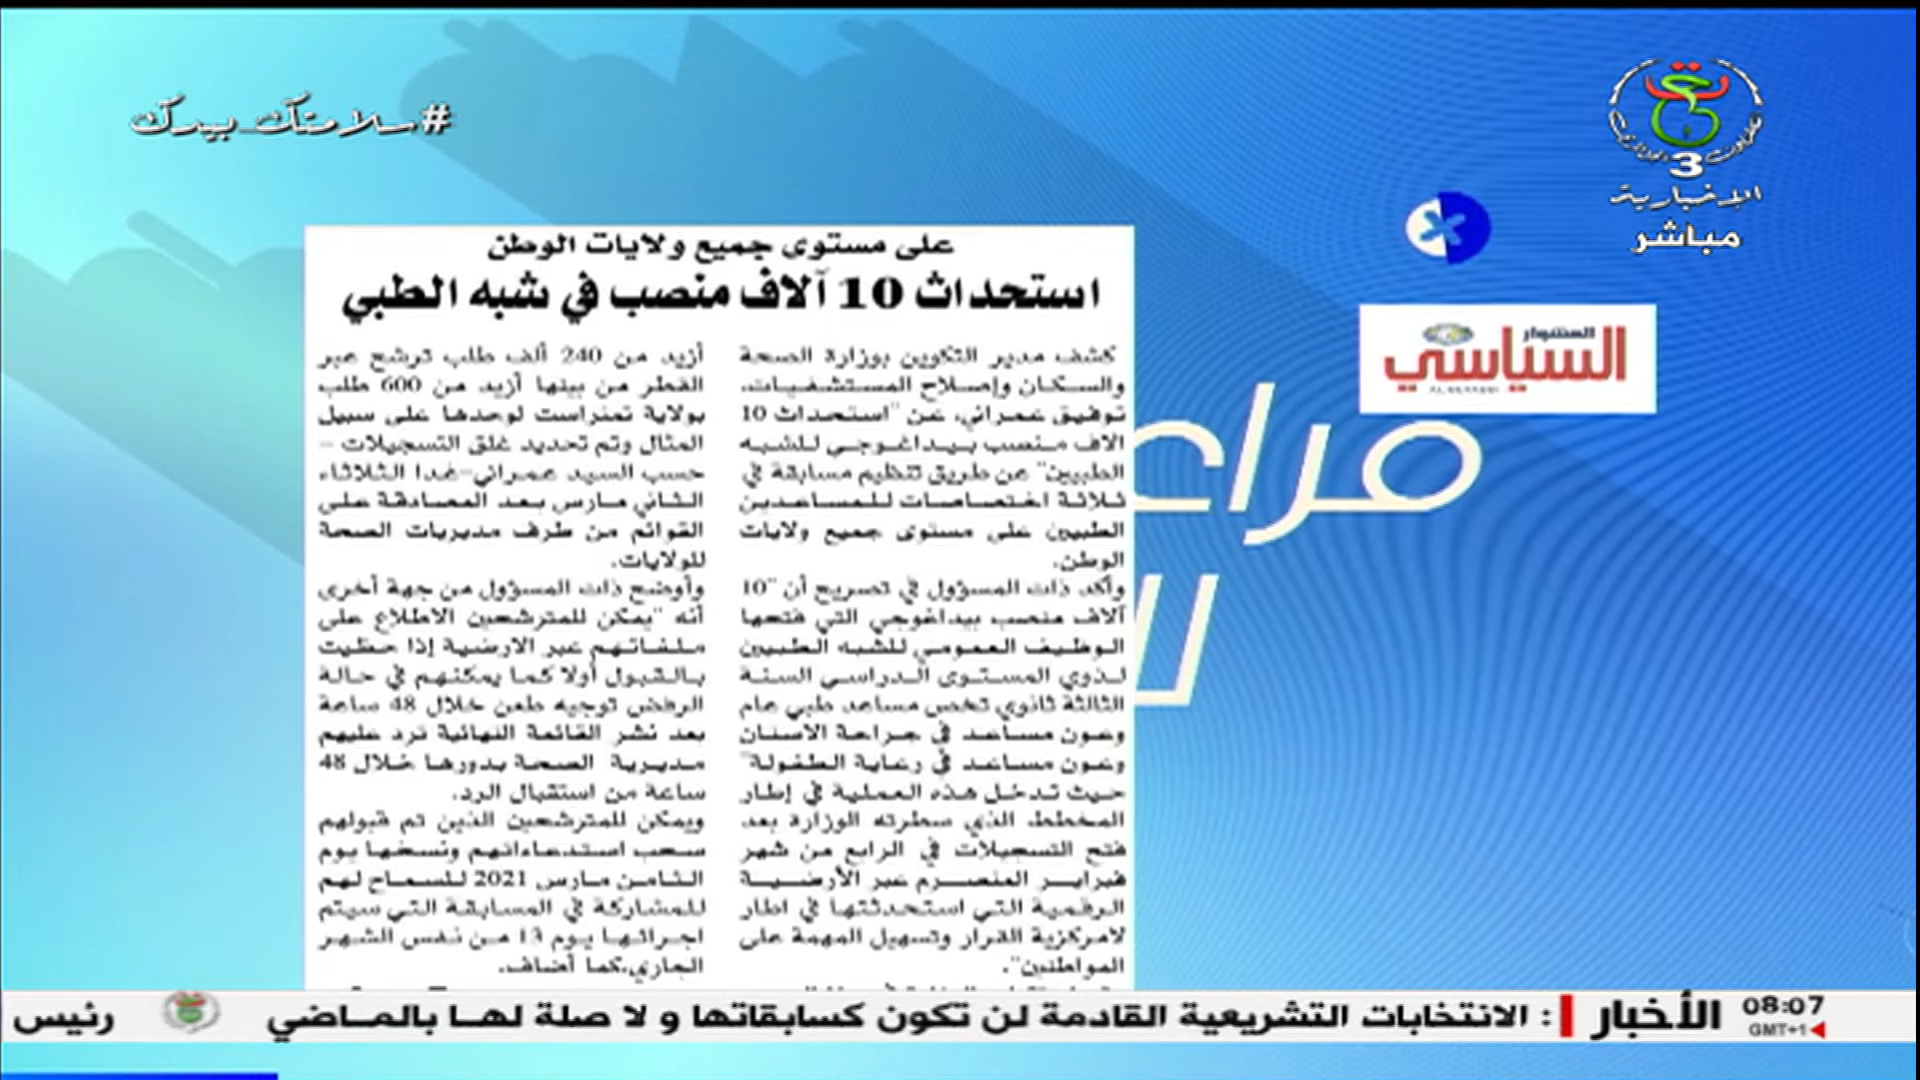 #سلامتك_بيدك
3
الإخبارية
مباشر
المشوار
السياسي
على مستوى جميع ولايات الوطن
استحداث 10 آلاف منصب في شبه الطبي
كشف مدير التكوين بوزارة الصحة
والسكان وإصلاح المستشفيات،
توفيق عمراني، عن "استحداث 10
الاف منصب بيداغوجي للشبه
الطبيين" عن طريق تنظيم مسابقة في
ثلاثة اختصاصات للمساعدين
الطبيين على مستوى جميع ولايات
الوطن.
وأكد ذات المسؤول في تصريح أن "10
آلاف منصب بيداغوجي التي فتحها
الوظيف العمومي للشبه الطبيين
لذوي المستوى الدراسي السنة
الثالثة ثانوي تخص مساعد طبي عام
وعون مساعد في جراحة الاسنان
وعون مساعد في رعاية الطفولة"
حيث تدخل هذه العملية في إطار
المخطط الذي سطرته الوزارة بعد
فتح التسجيلات في الرابع من شهر
فبراير المنصرم عبر الأرضية
الرقمية التي استحدثتها في اطار
لامركزية القرار وتسهيل المهمة على
المواطنين".
أزيد من 240 ألف طلب ترشح عبر
القطر من بينها أزيد من 600 طلب
بولاية تمنراست لوحدها على سبيل
المثال وتم تحديد غلق التسجيلات –
حسب السيد عمراني–غدا الثلاثاء
الثاني مارس بعد المصادقة على
القوائم من طرف مديريات الصحة
للولايات.
وأوضح ذات المسؤول من جهة أخرى
أنه "يمكن للمترشحين الاطلاع على
ملفاتهم عبر الارضية إذا حظيت
بالقبول أولا كما يمكنهم في حالة
الرفض توجيه طعن خلال 48 ساعة
بعد نشر القائمة النهائية ترد عليهم
مديرية الصحة بدورها خلال 48
ساعة من استقبال الرد.
ويمكن للمترشحين الذين تم قبولهم
سحب استدعاءاتهم ونسخها يوم
الثامن مارس 2021 للسماح لهم
للمشاركة في المسابقة التي سيتم
اجرائها يوم 13 من نفس الشهر
الجاري،كما أضاف.
08:07
GMT+1
الأخبار
: الانتخابات التشريعية القادمة لن تكون كسابقاتها و لا صلة لها بالماضي
رئيس